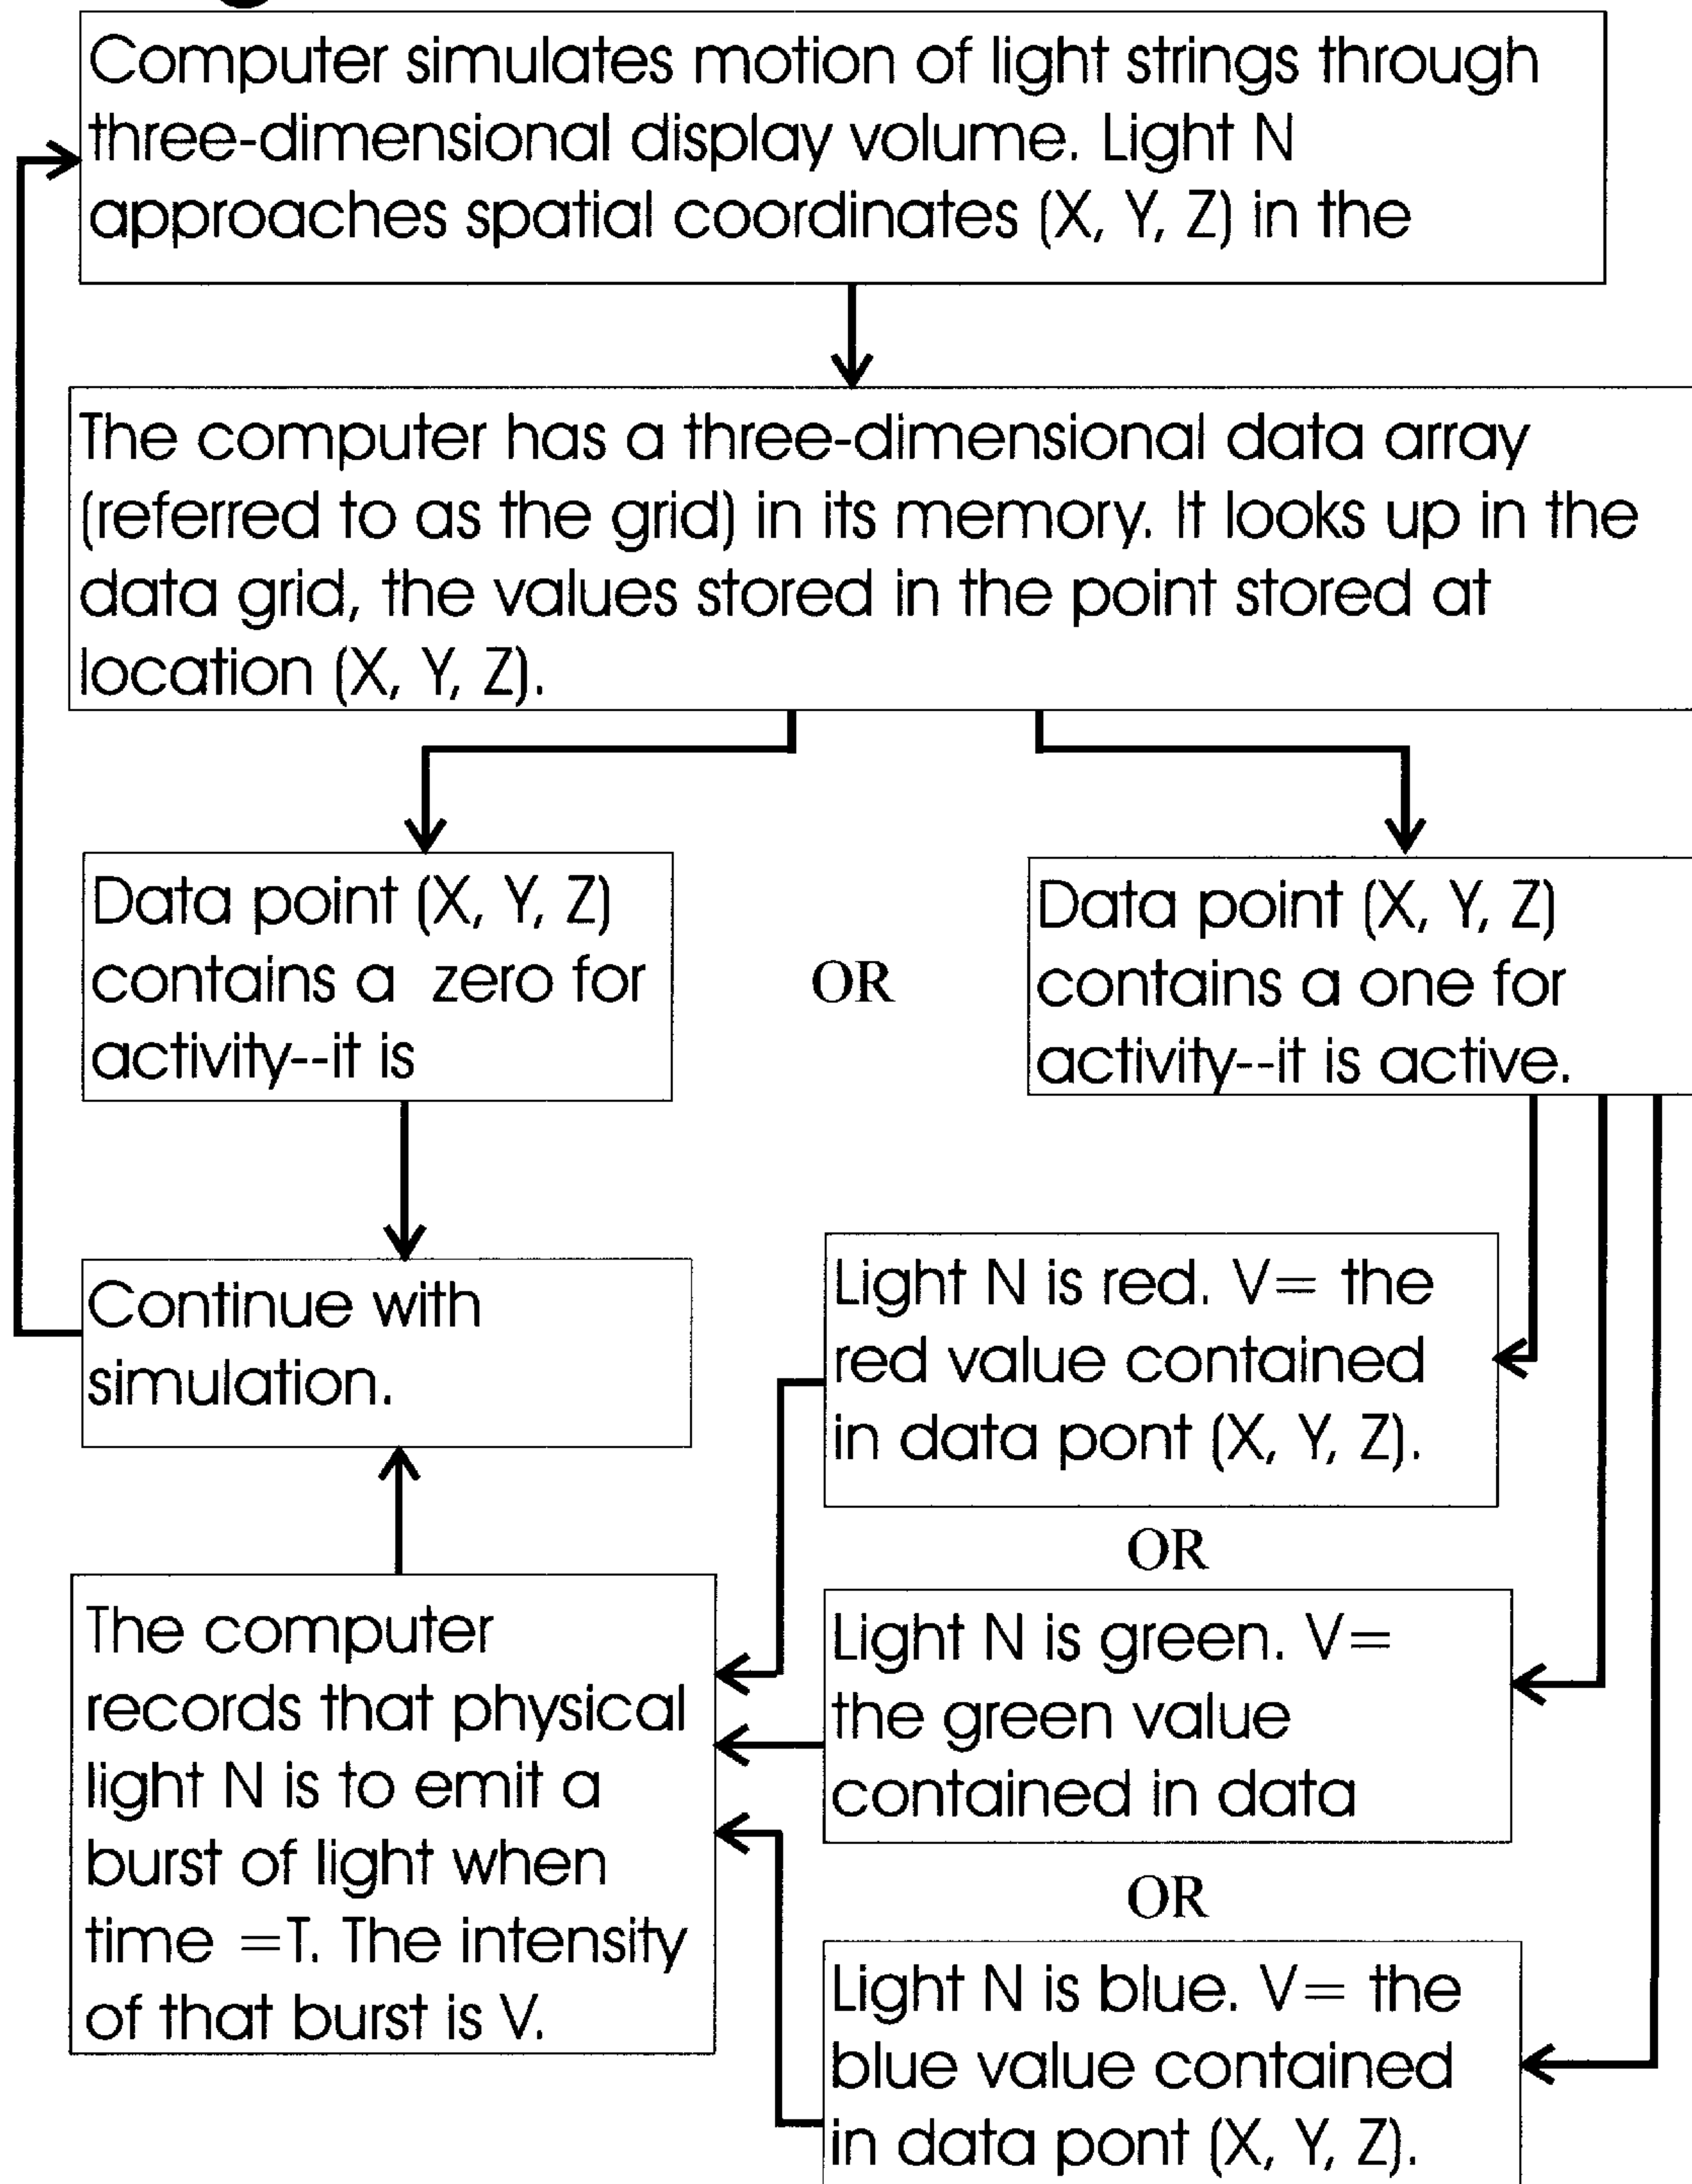 Computer simulates motion of light strings through
three-dimensional display volume. Light N
approaches spatial coordinates (X, Y, Z) in the
The computer has a three-dimensional data array
(referred to as the grid) in its memory. It looks up in the
data grid, the values stored in the point stored at
location (X, Y, Z).
Data point (X, Y, Z)
contains a zero for
activity--it is
OR
Data point (X, Y, Z)
contains a one for
activity--it is active.
Continue with
simulation.
Light N is red. V= the
red value contained
in data pont (X, Y, Z).
OR
The computer
records that physical
light N is to emit a
burst of light when
time =T. The intensity
of that burst is V.
Light N is green. V=
the green value
contained in data
OR
Light N is blue. V= the
blue value contained
in data pont (X, Y, Z).